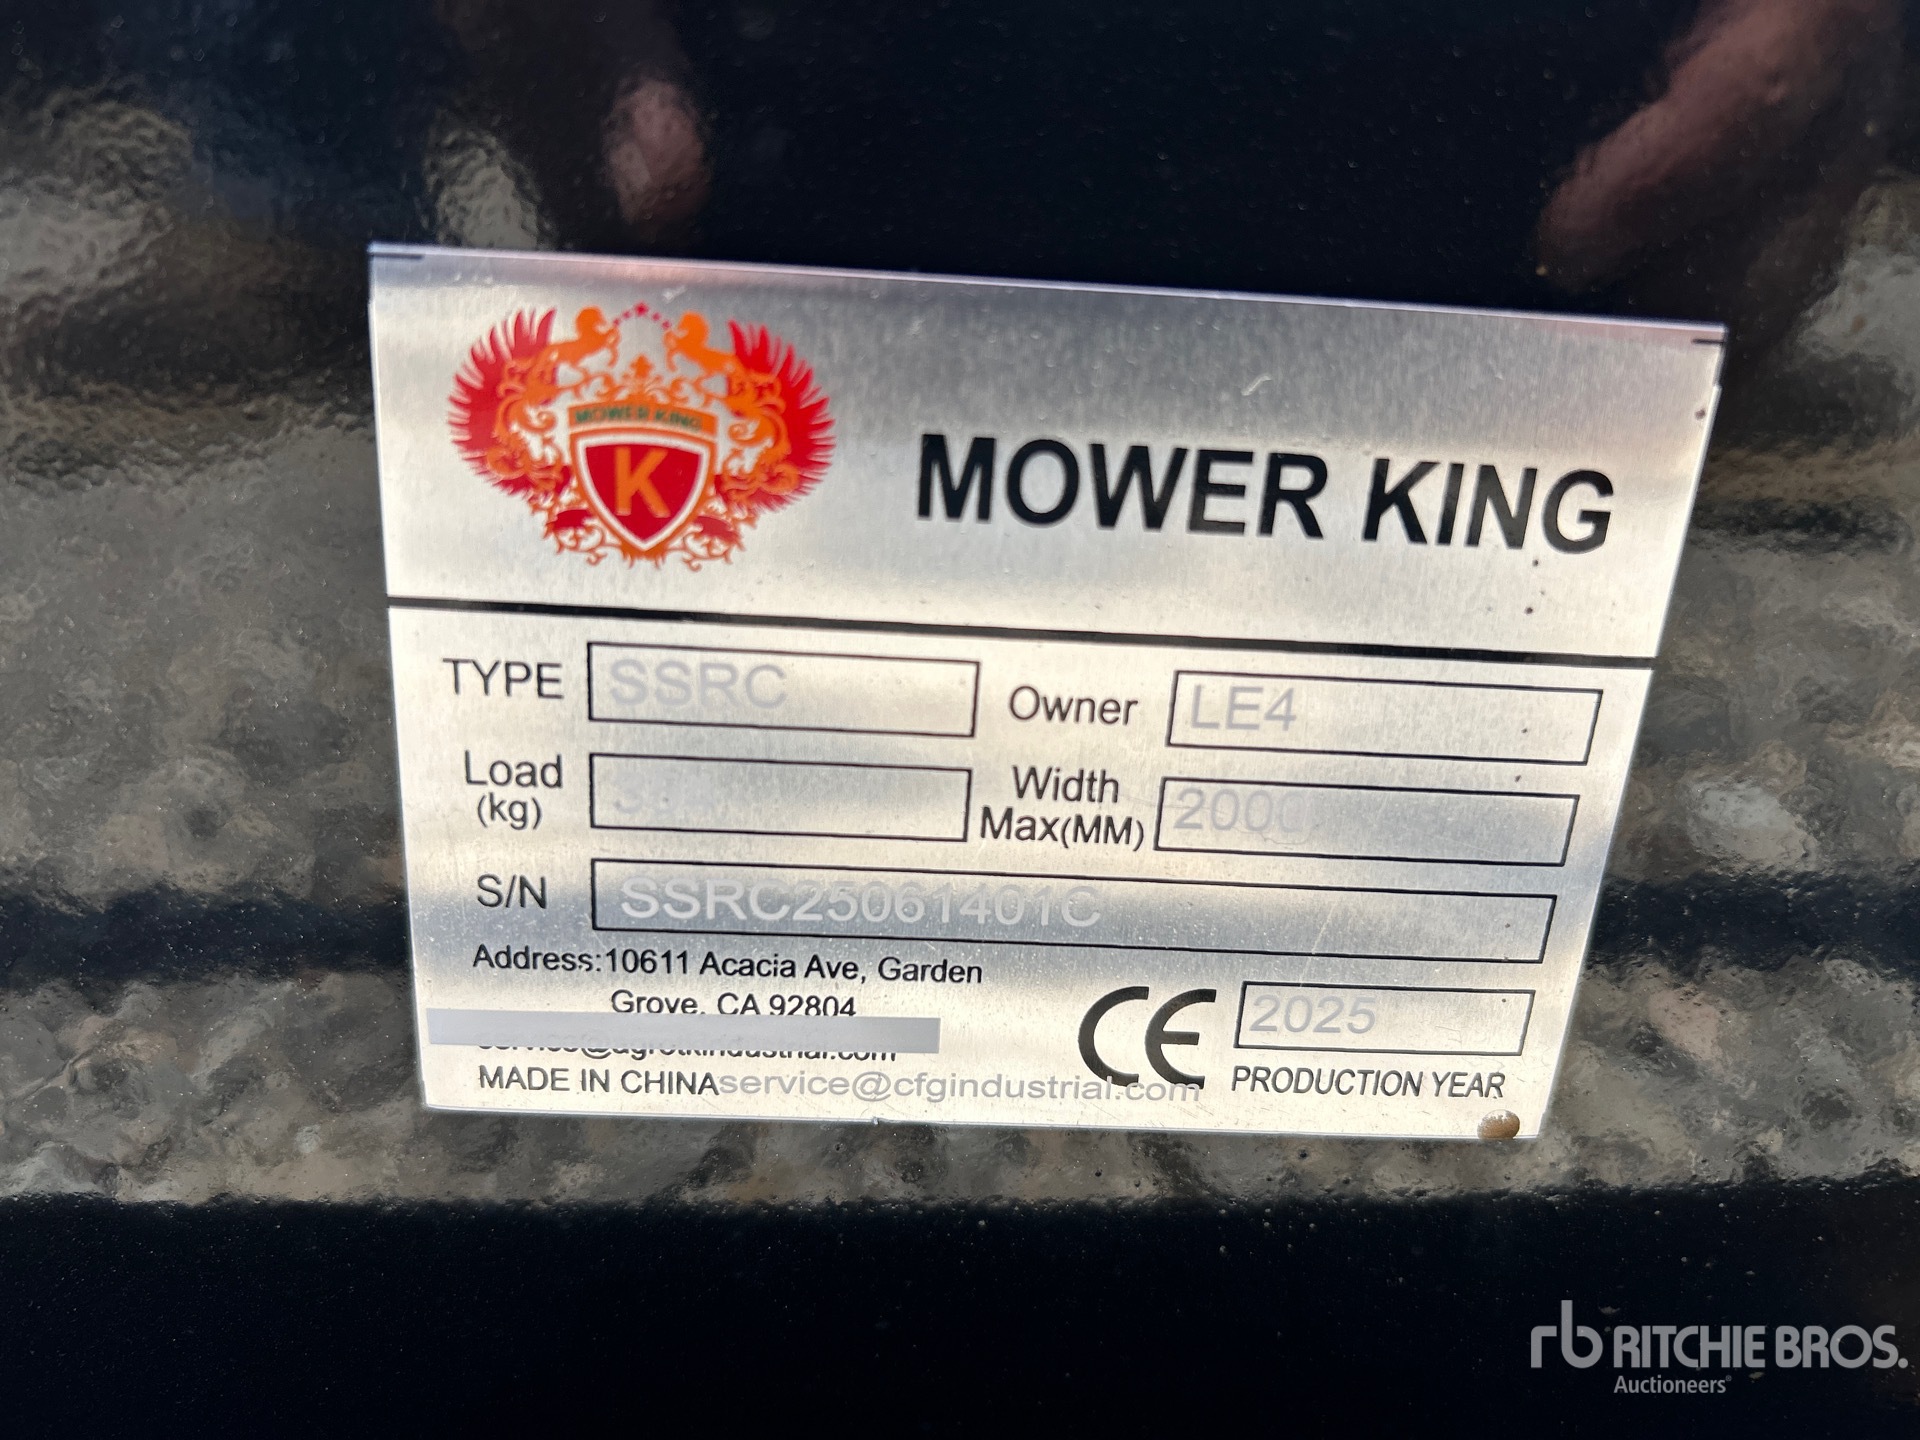 MOWER KING
K
MOWER KING
TYPE SSRC Owner LE4
Load (kg) Width Max(MM) 2000
S/N SSRC25061401C
Address:10611 Acacia Ave, Garden
Grove, CA 92804
CE 2025
MADE IN CHINA service@cfgindustrial.com PRODUCTION YEAR
rb RITCHIE BROS.
Auctioneers